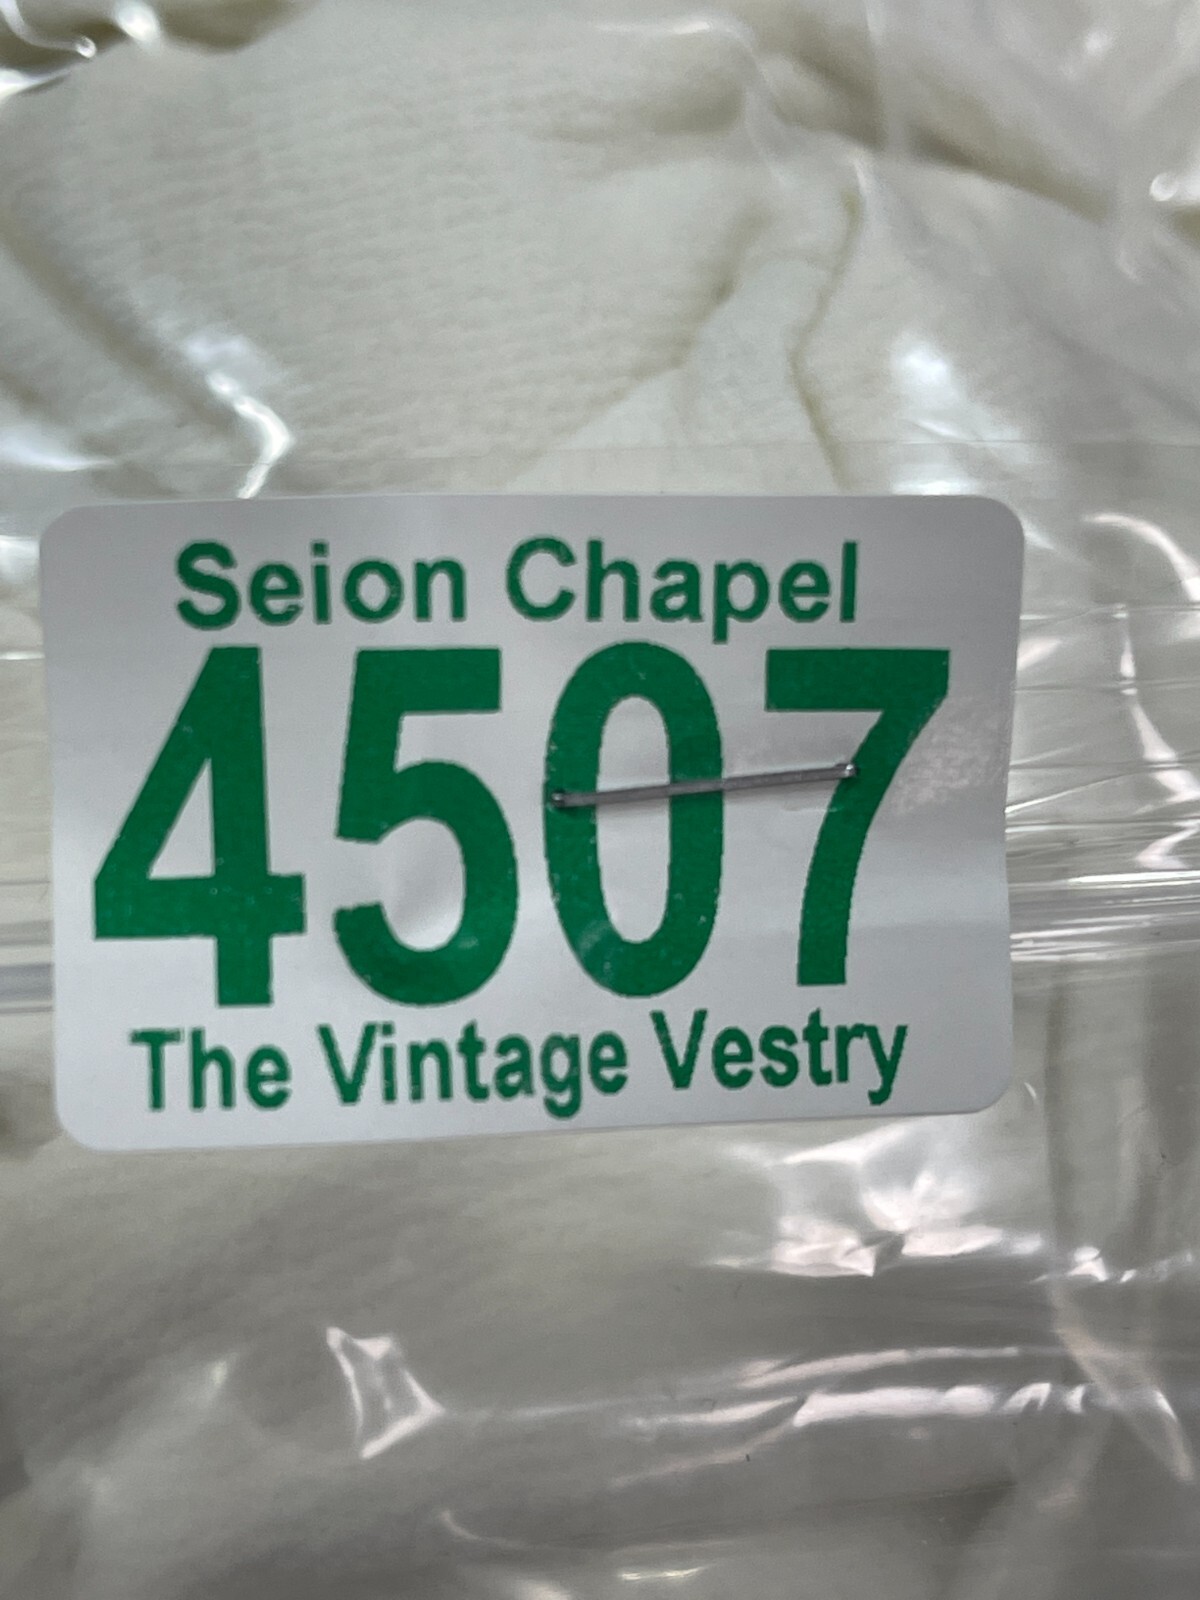 Seion Chapel
4507
The Vintage Vestry